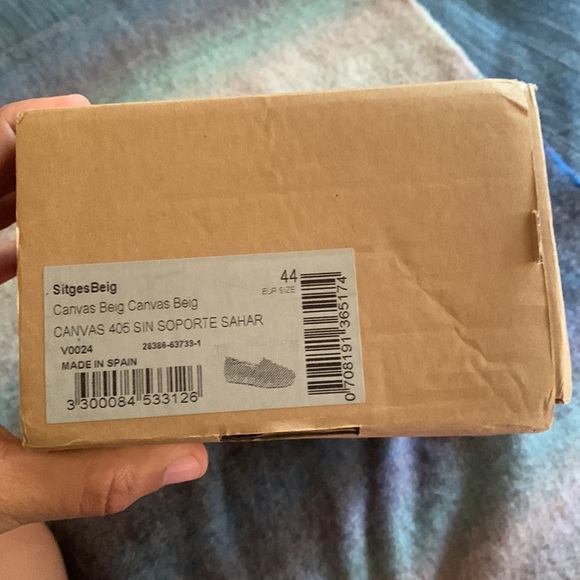 SitgesBeig
44
EUR SIZE
Canvas Beig Canvas Beig
CANVAS 405 SIN SOPORTE SAHAR
V0024 28386-63733-1
MADE IN SPAIN
3 300084 533126
0 708191 365174